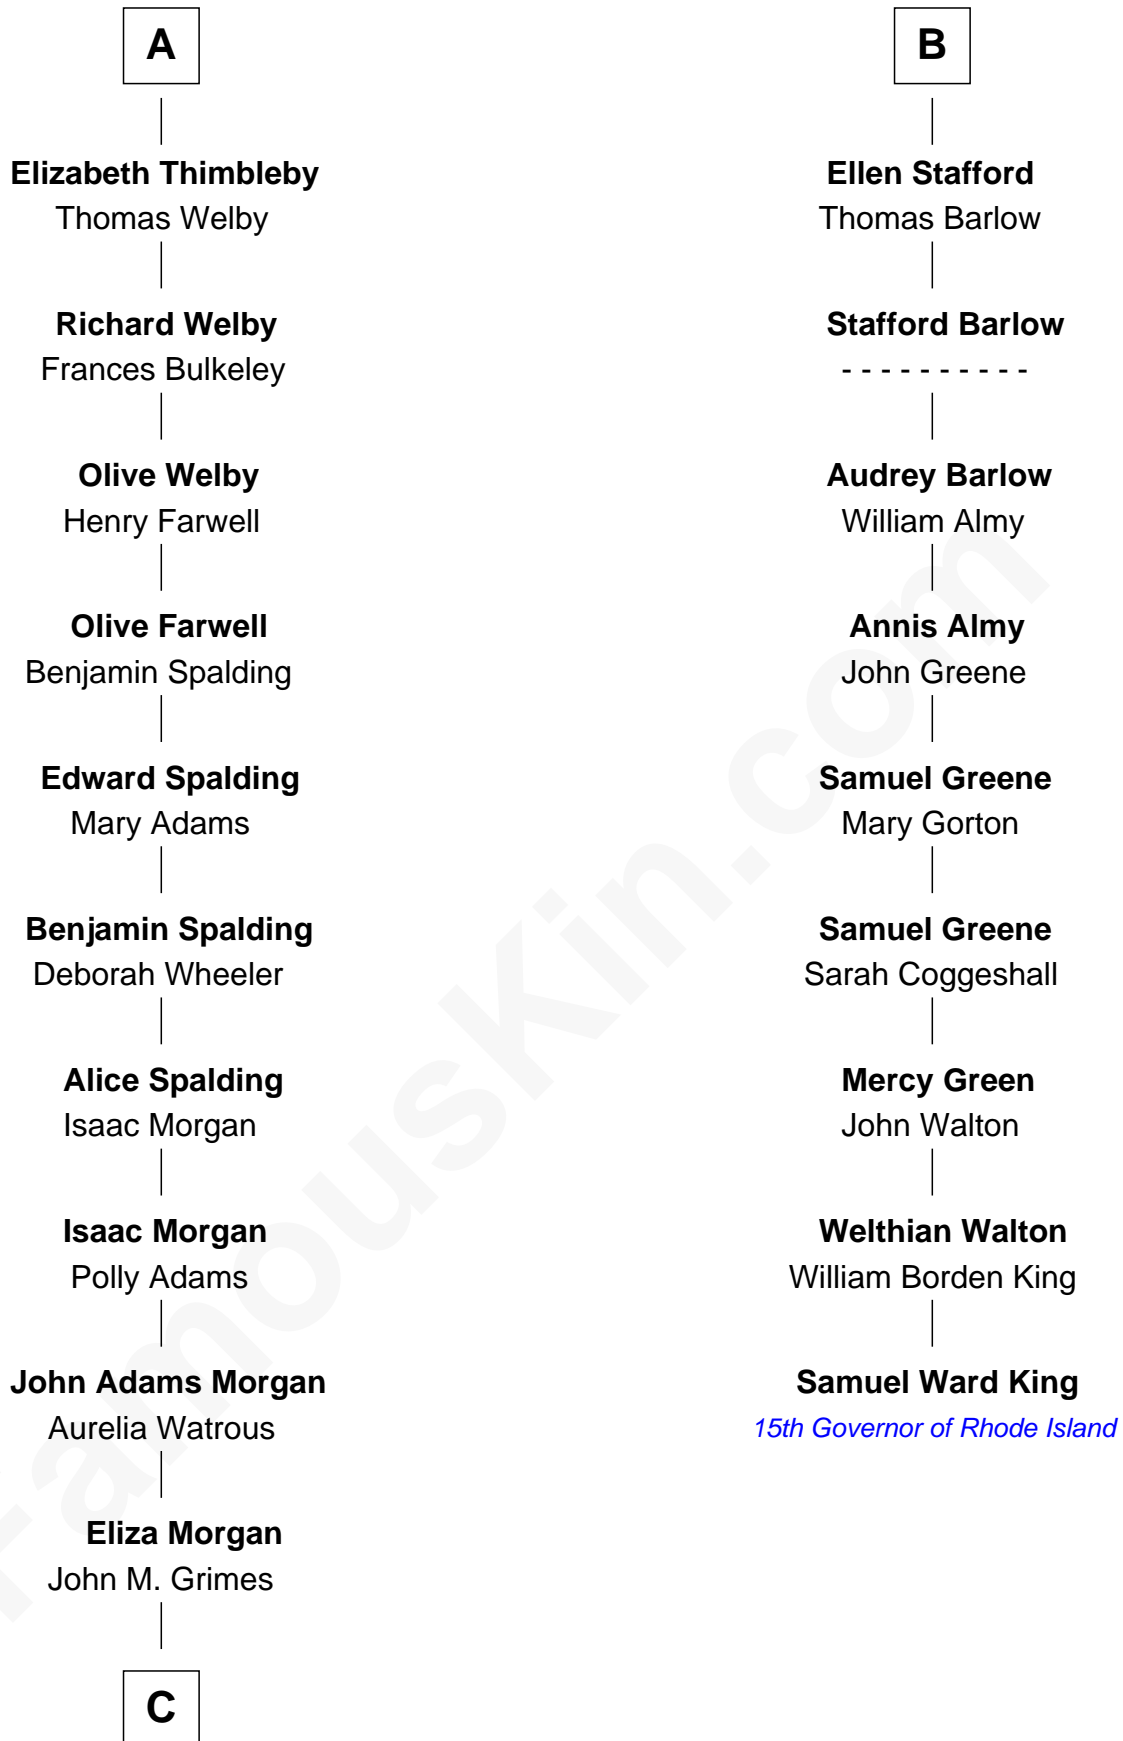 A
Elizabeth Thimbleby
Thomas Welby
Richard Welby
Frances Bulkeley
Olive Welby
Henry Farwell
Olive Farwell
Benjamin Spalding
Edward Spalding
Mary Adams
Benjamin Spalding
Deborah Wheeler
Alice Spalding
Isaac Morgan
Isaac Morgan
Polly Adams
John Adams Morgan
Aurelia Watrous
Eliza Morgan
John M. Grimes
C
B
Ellen Stafford
Thomas Barlow
Stafford Barlow
- - - - - - - - - -
Audrey Barlow
William Almy
Annis Almy
John Greene
Samuel Greene
Mary Gorton
Samuel Greene
Sarah Coggeshall
Mercy Green
John Walton
Welthian Walton
William Borden King
Samuel Ward King
15th Governor of Rhode Island
FamousKin.com